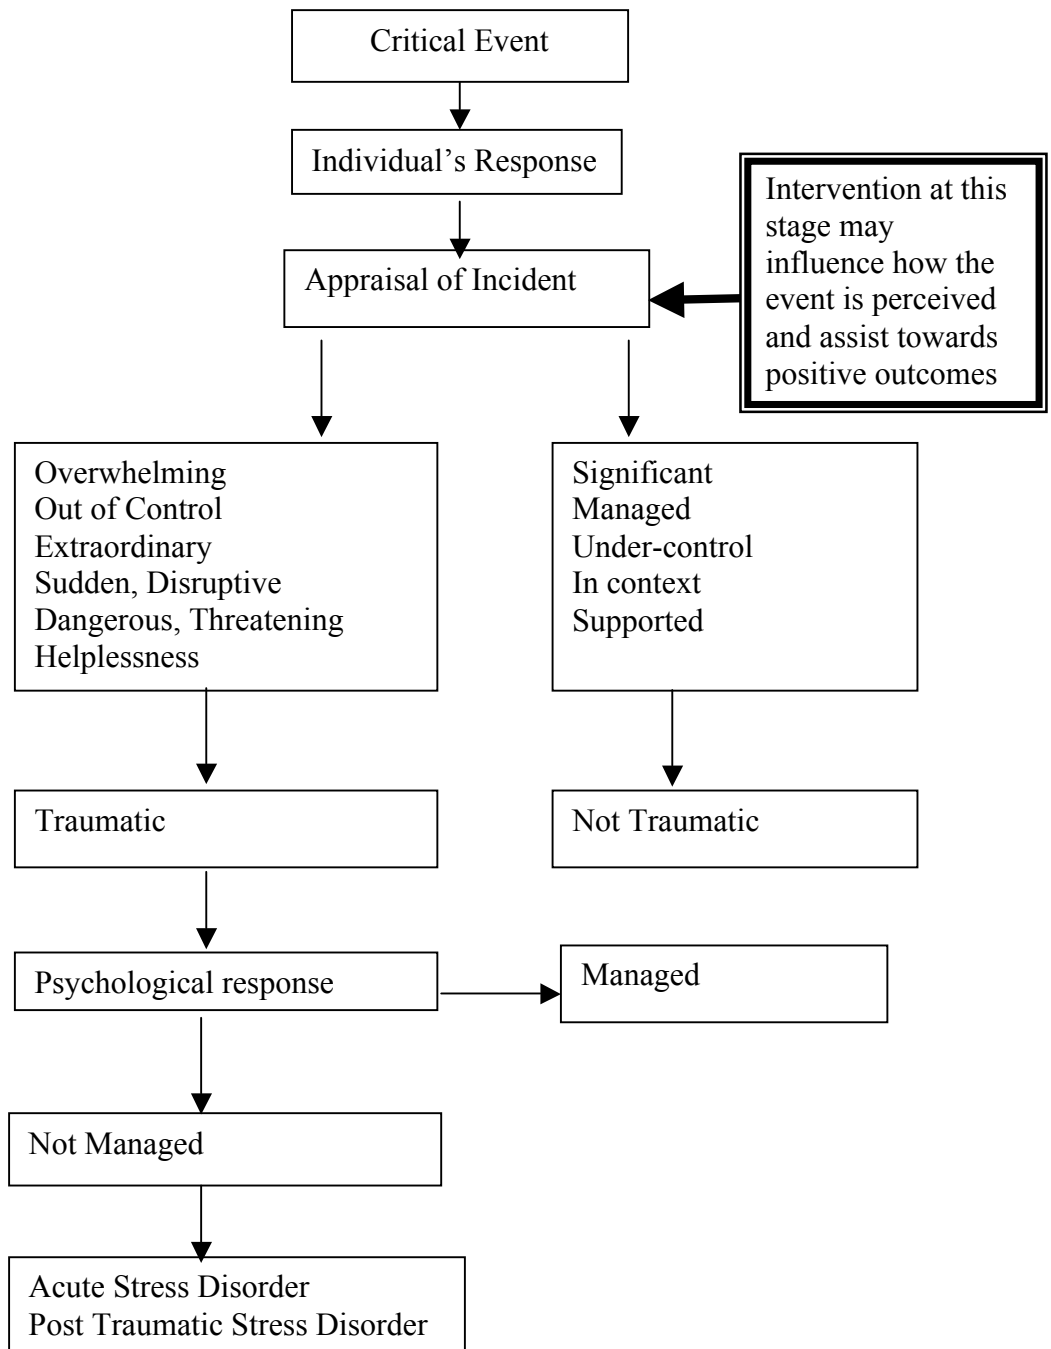 Critical Event
Individual’s Response
Intervention at this
stage may
influence how the
event is perceived
and assist towards
positive outcomes
Appraisal of Incident
Overwhelming
Out of Control
Extraordinary
Sudden, Disruptive
Dangerous, Threatening
Helplessness
Significant
Managed
Under-control
In context
Supported
Traumatic
Not Traumatic
Psychological response
Managed
Not Managed
Acute Stress Disorder
Post Traumatic Stress Disorder